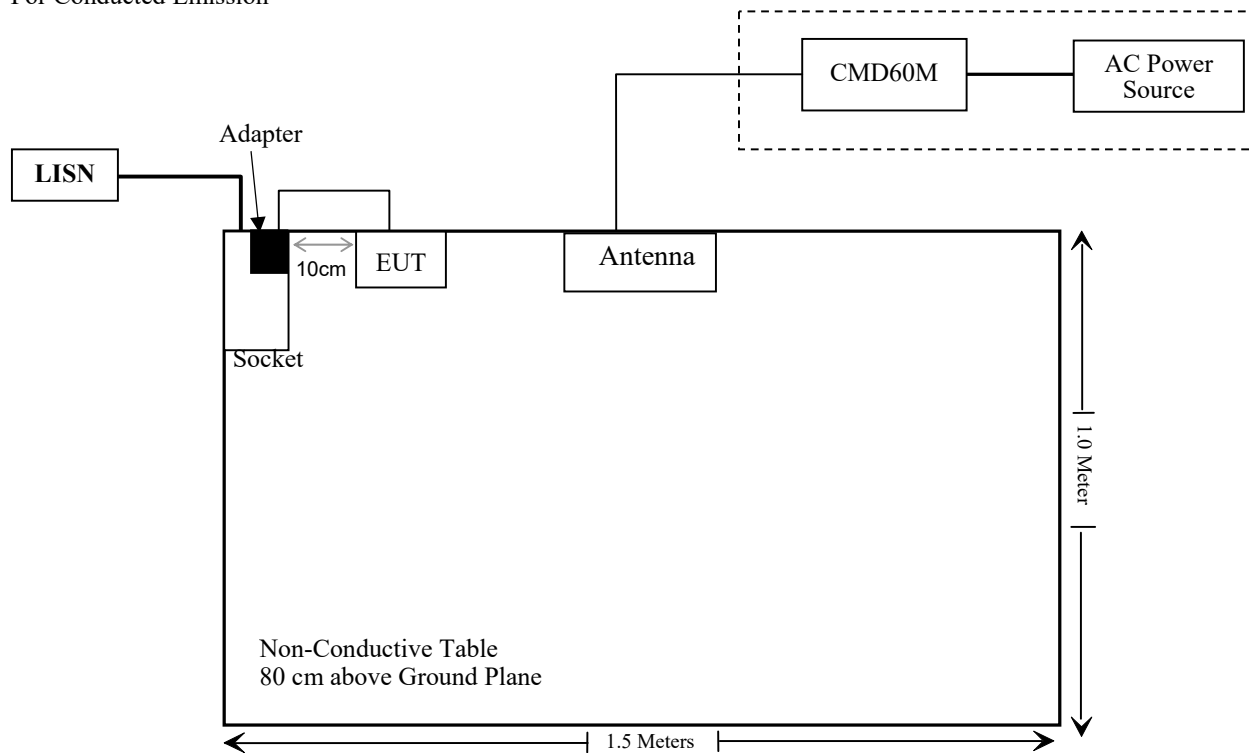 For Conducted Emission
CMD60M
AC Power
Source
Adapter
LISN
10cm
EUT
Antenna
Socket
1.0 Meter
Non-Conductive Table
80 cm above Ground Plane
1.5 Meters